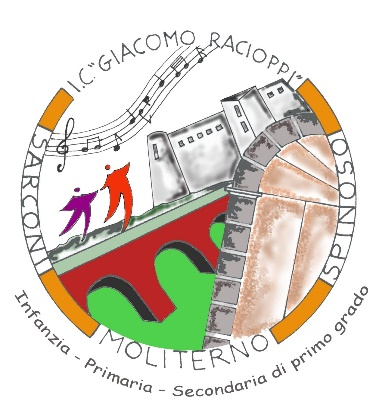 I.C. "GIACOMO RACIOPPI"
SARCONI
SPINOSO
MOLITERNO
Infanzia - Primaria - Secondaria di primo grado